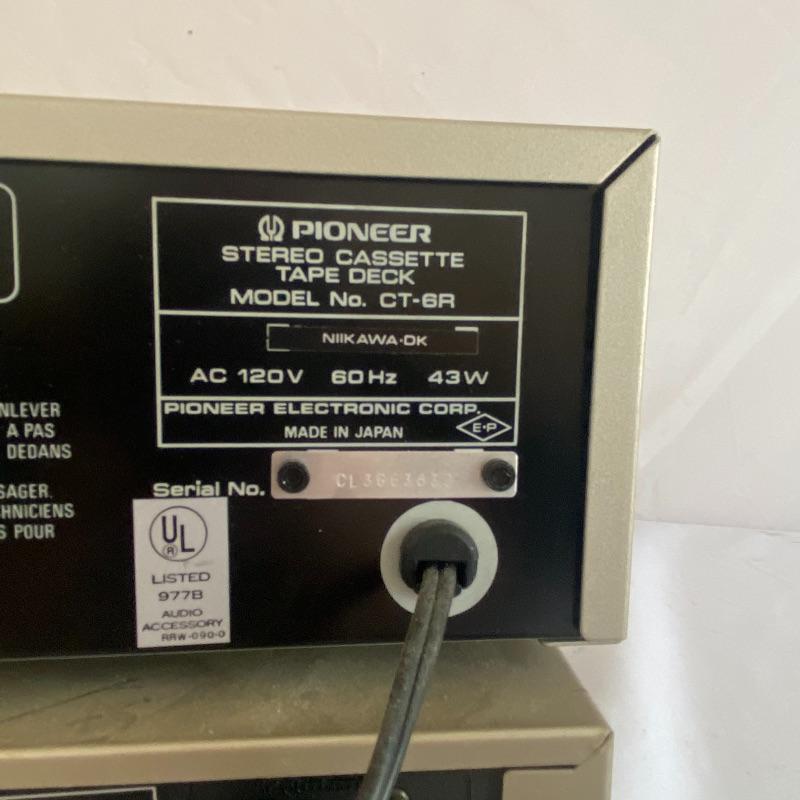 PIONEER
STEREO CASSETTE
TAPE DECK
MODEL No. CT-6R
NIIKAWA·DK
AC 120V 60Hz 43W
PIONEER ELECTRONIC CORP.
MADE IN JAPAN
E·P
NLEVER
A PAS
DEDANS
SAGER.
HNICIENS
S POUR
Serial No.
UL
R
LISTED
977B
AUDIO
ACCESSORY
RRW-090-0